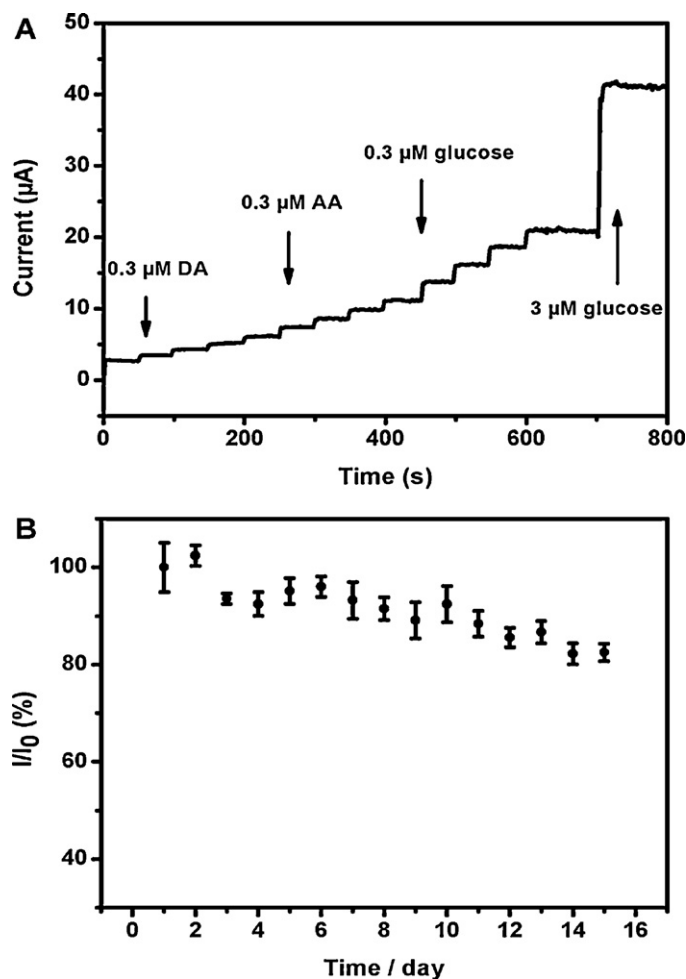 A
50
40
30
20
10
0
Current (µA)
0.3 µM DA
0.3 µM AA
0.3 µM glucose
3 µM glucose
0 200 400 600 800
Time (s)
B
100
80
60
40
I/I0 (%)
0 2 4 6 8 10 12 14 16
Time / day